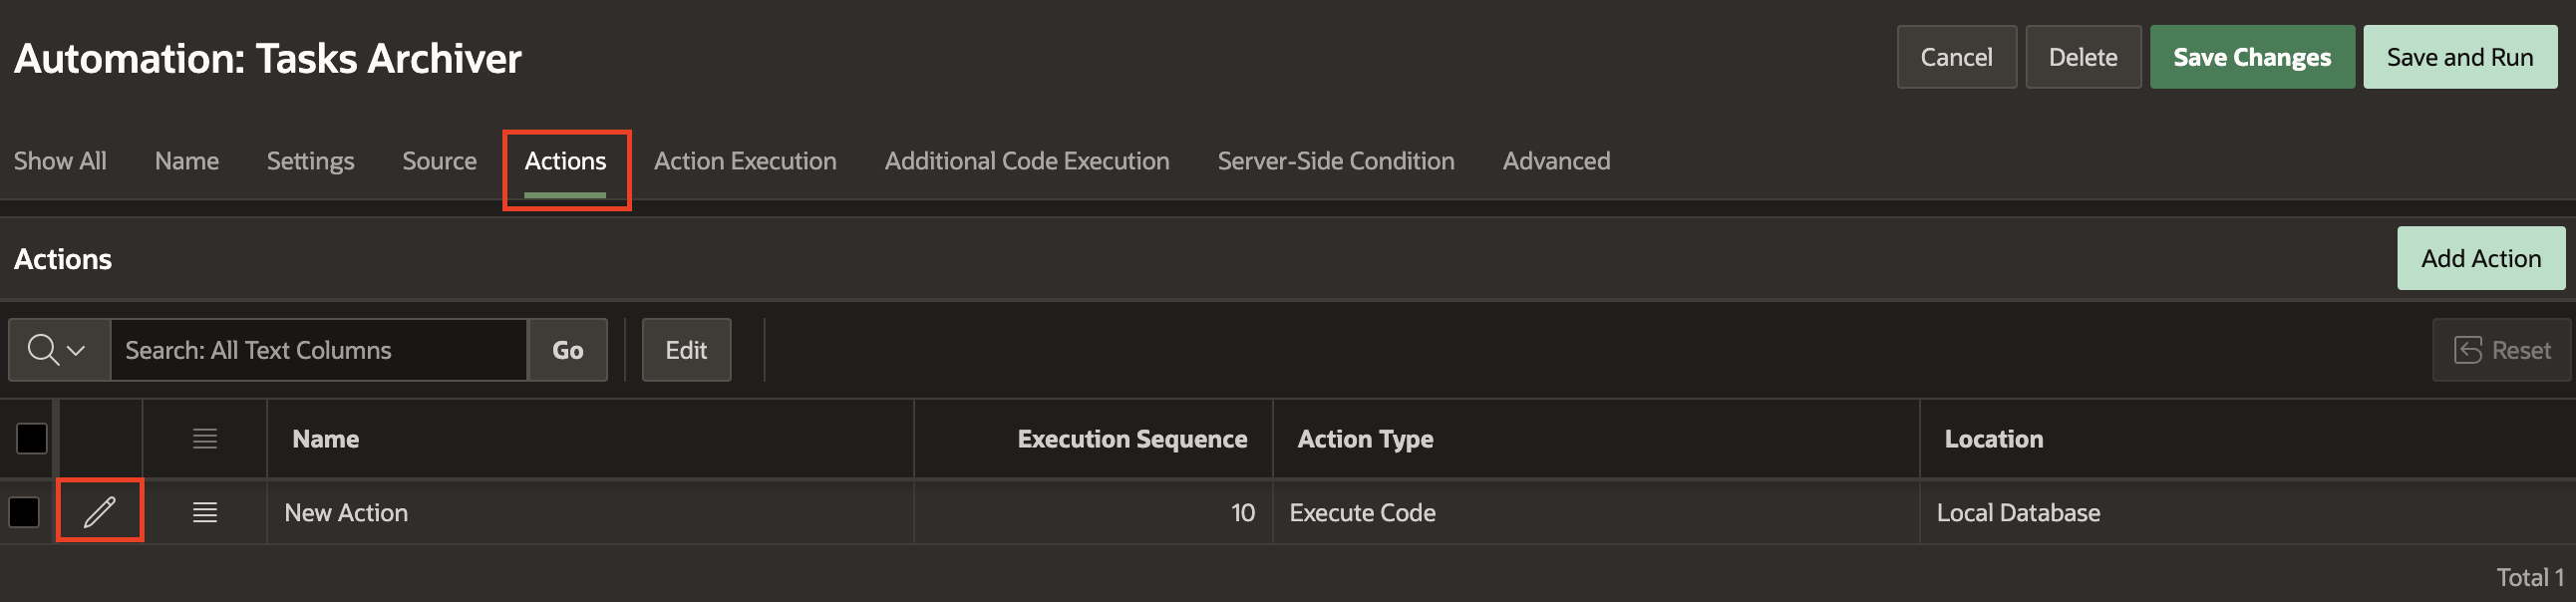 Automation: Tasks Archiver Cancel Delete Save Changes Save and Run
Show All Name Settings Source Actions Action Execution Additional Code Execution Server-Side Condition Advanced
Actions Add Action
Search: All Text Columns Go Edit Reset
Name Execution Sequence Action Type Location
New Action 10 Execute Code Local Database
Total 1